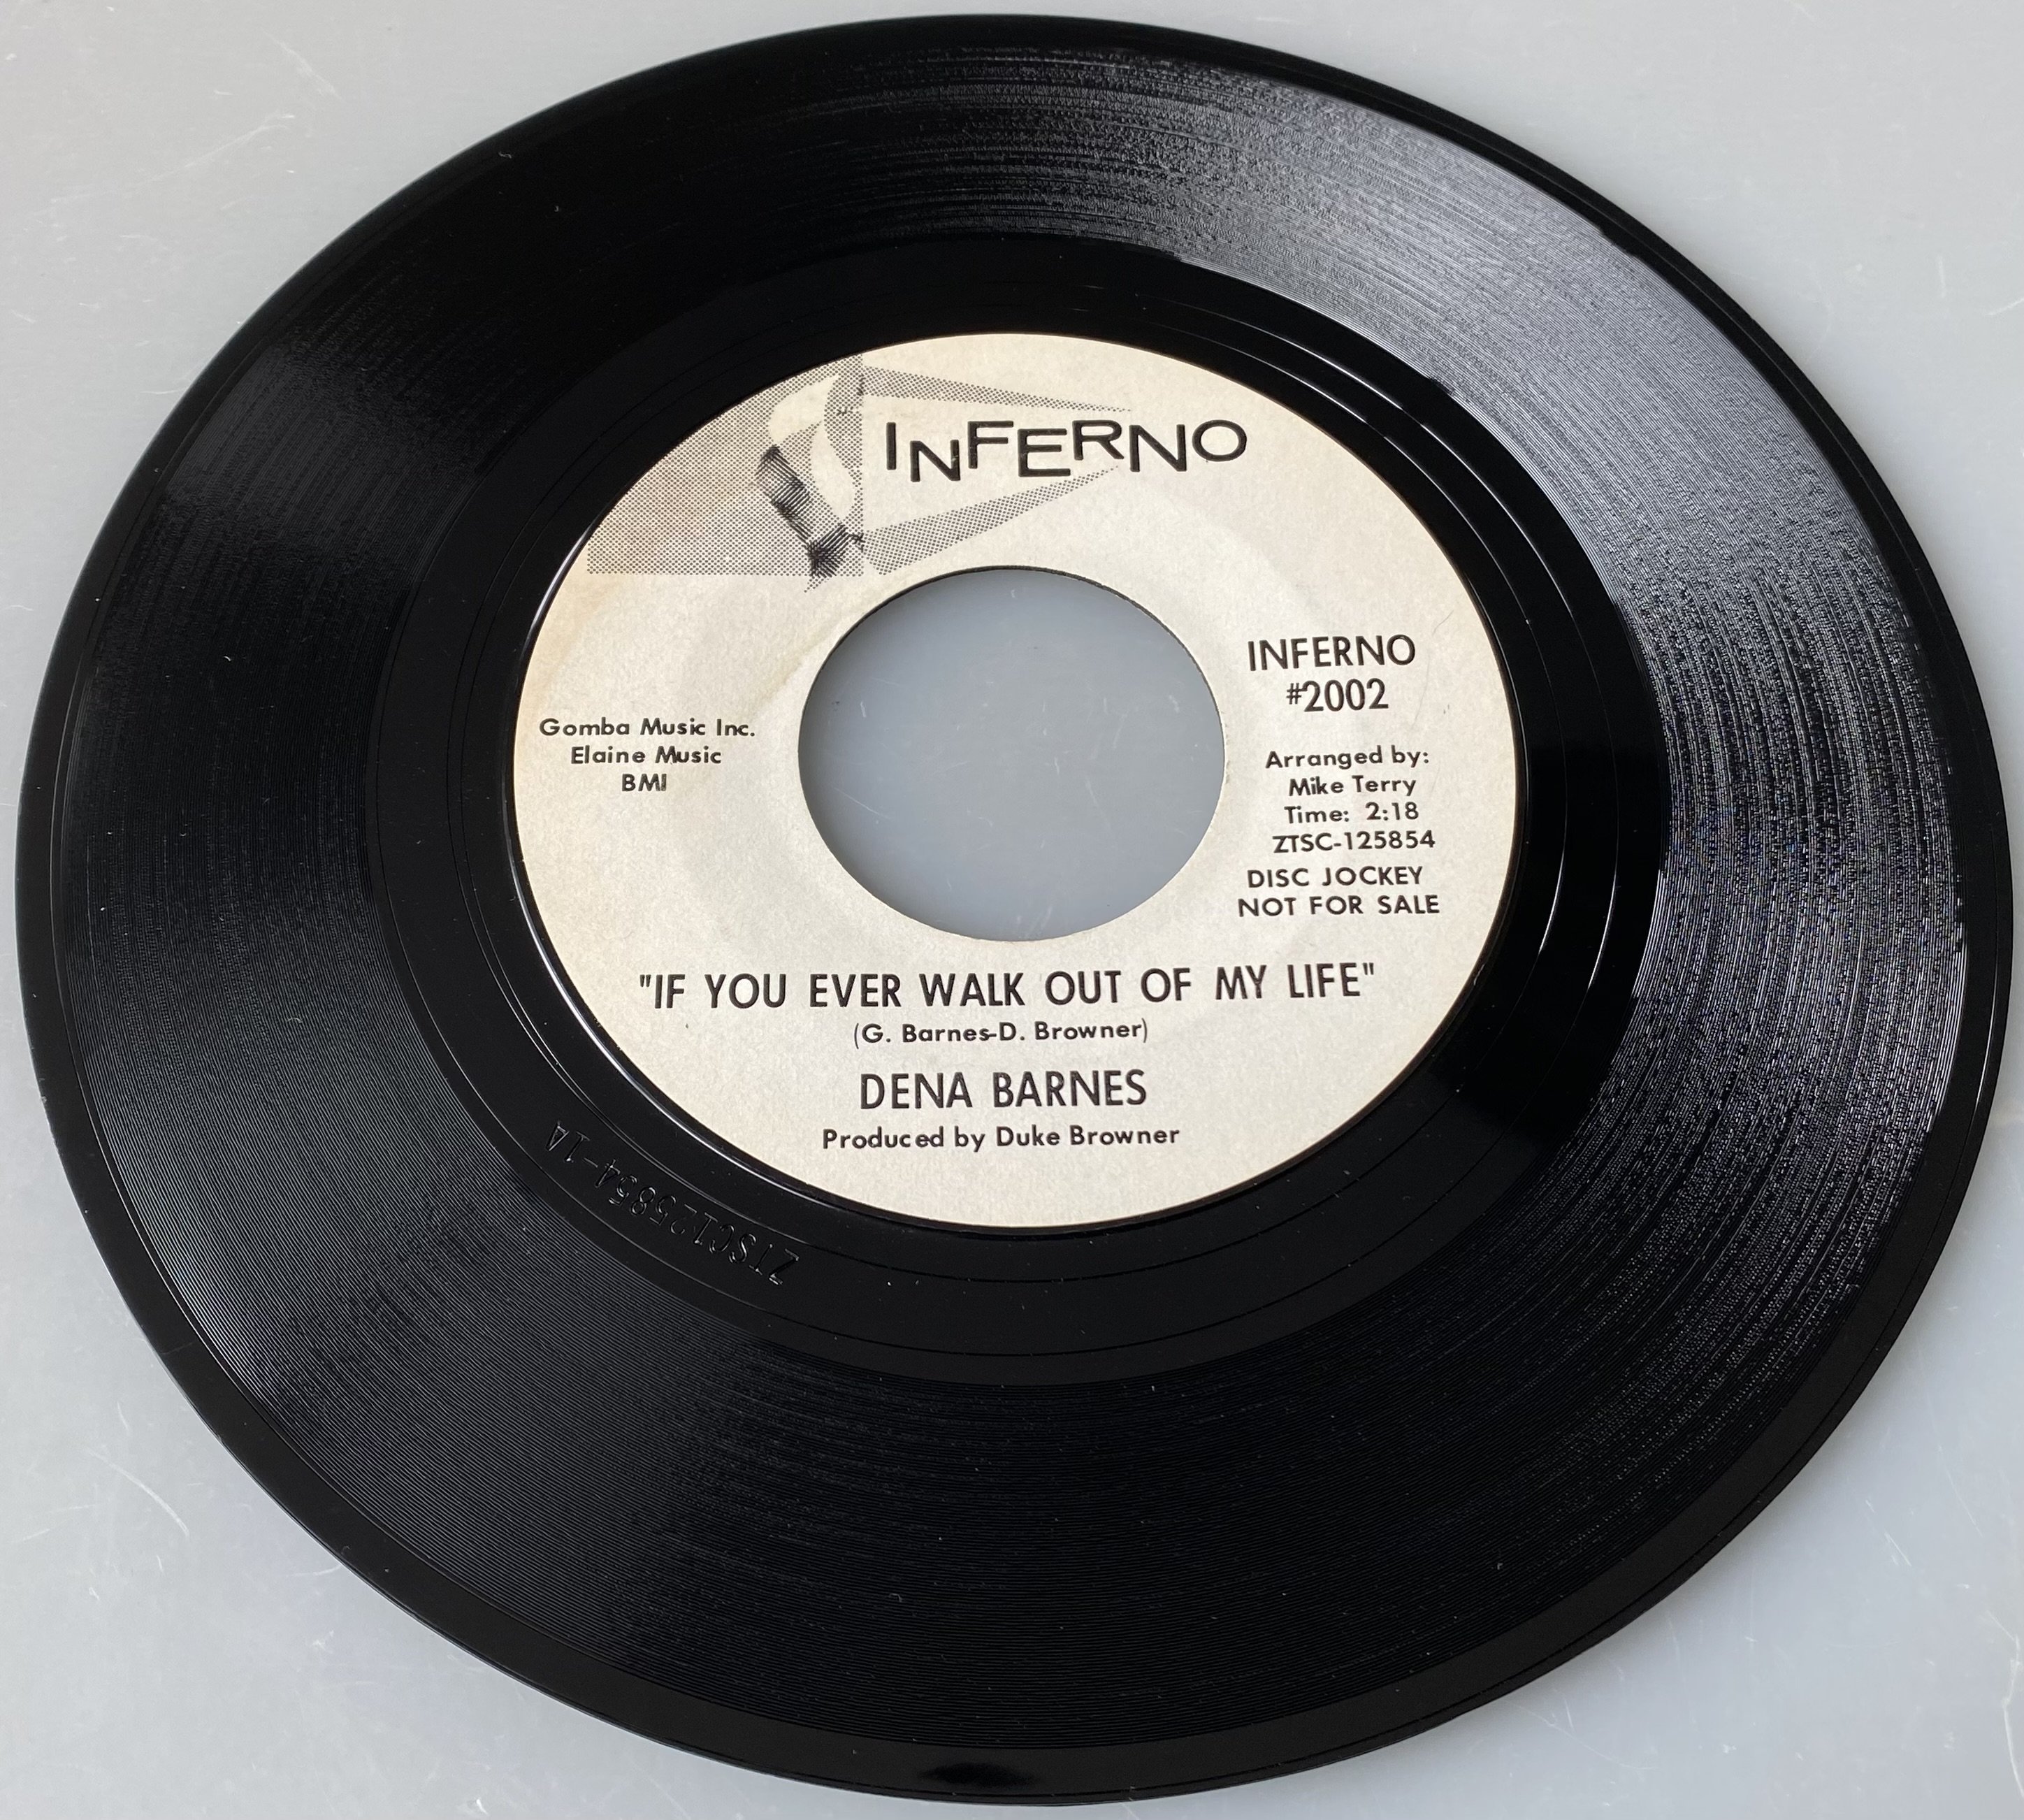 INFERNO
INFERNO
#2002
Gomba Music Inc.
Elaine Music
BMI
Arranged by:
Mike Terry
Time: 2:18
ZTSC-125854
DISC JOCKEY
NOT FOR SALE
"IF YOU EVER WALK OUT OF MY LIFE"
(G. Barnes-D. Browner)
DENA BARNES
Produced by Duke Browner
ZTSC125854-1A